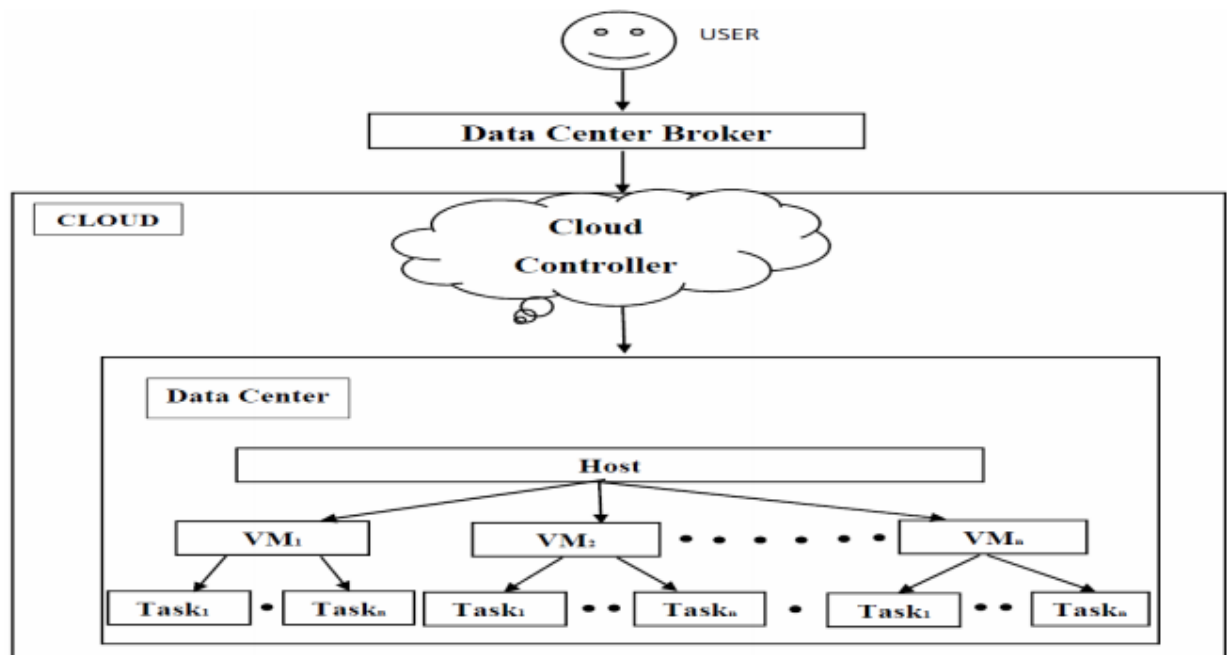 USER
Data Center Broker
CLOUD
Cloud
Controller
Data Center
Host
VM₁ VM₂ VMₙ
Task₁ Taskₙ Task₁ Taskₙ Task₁ Taskₙ